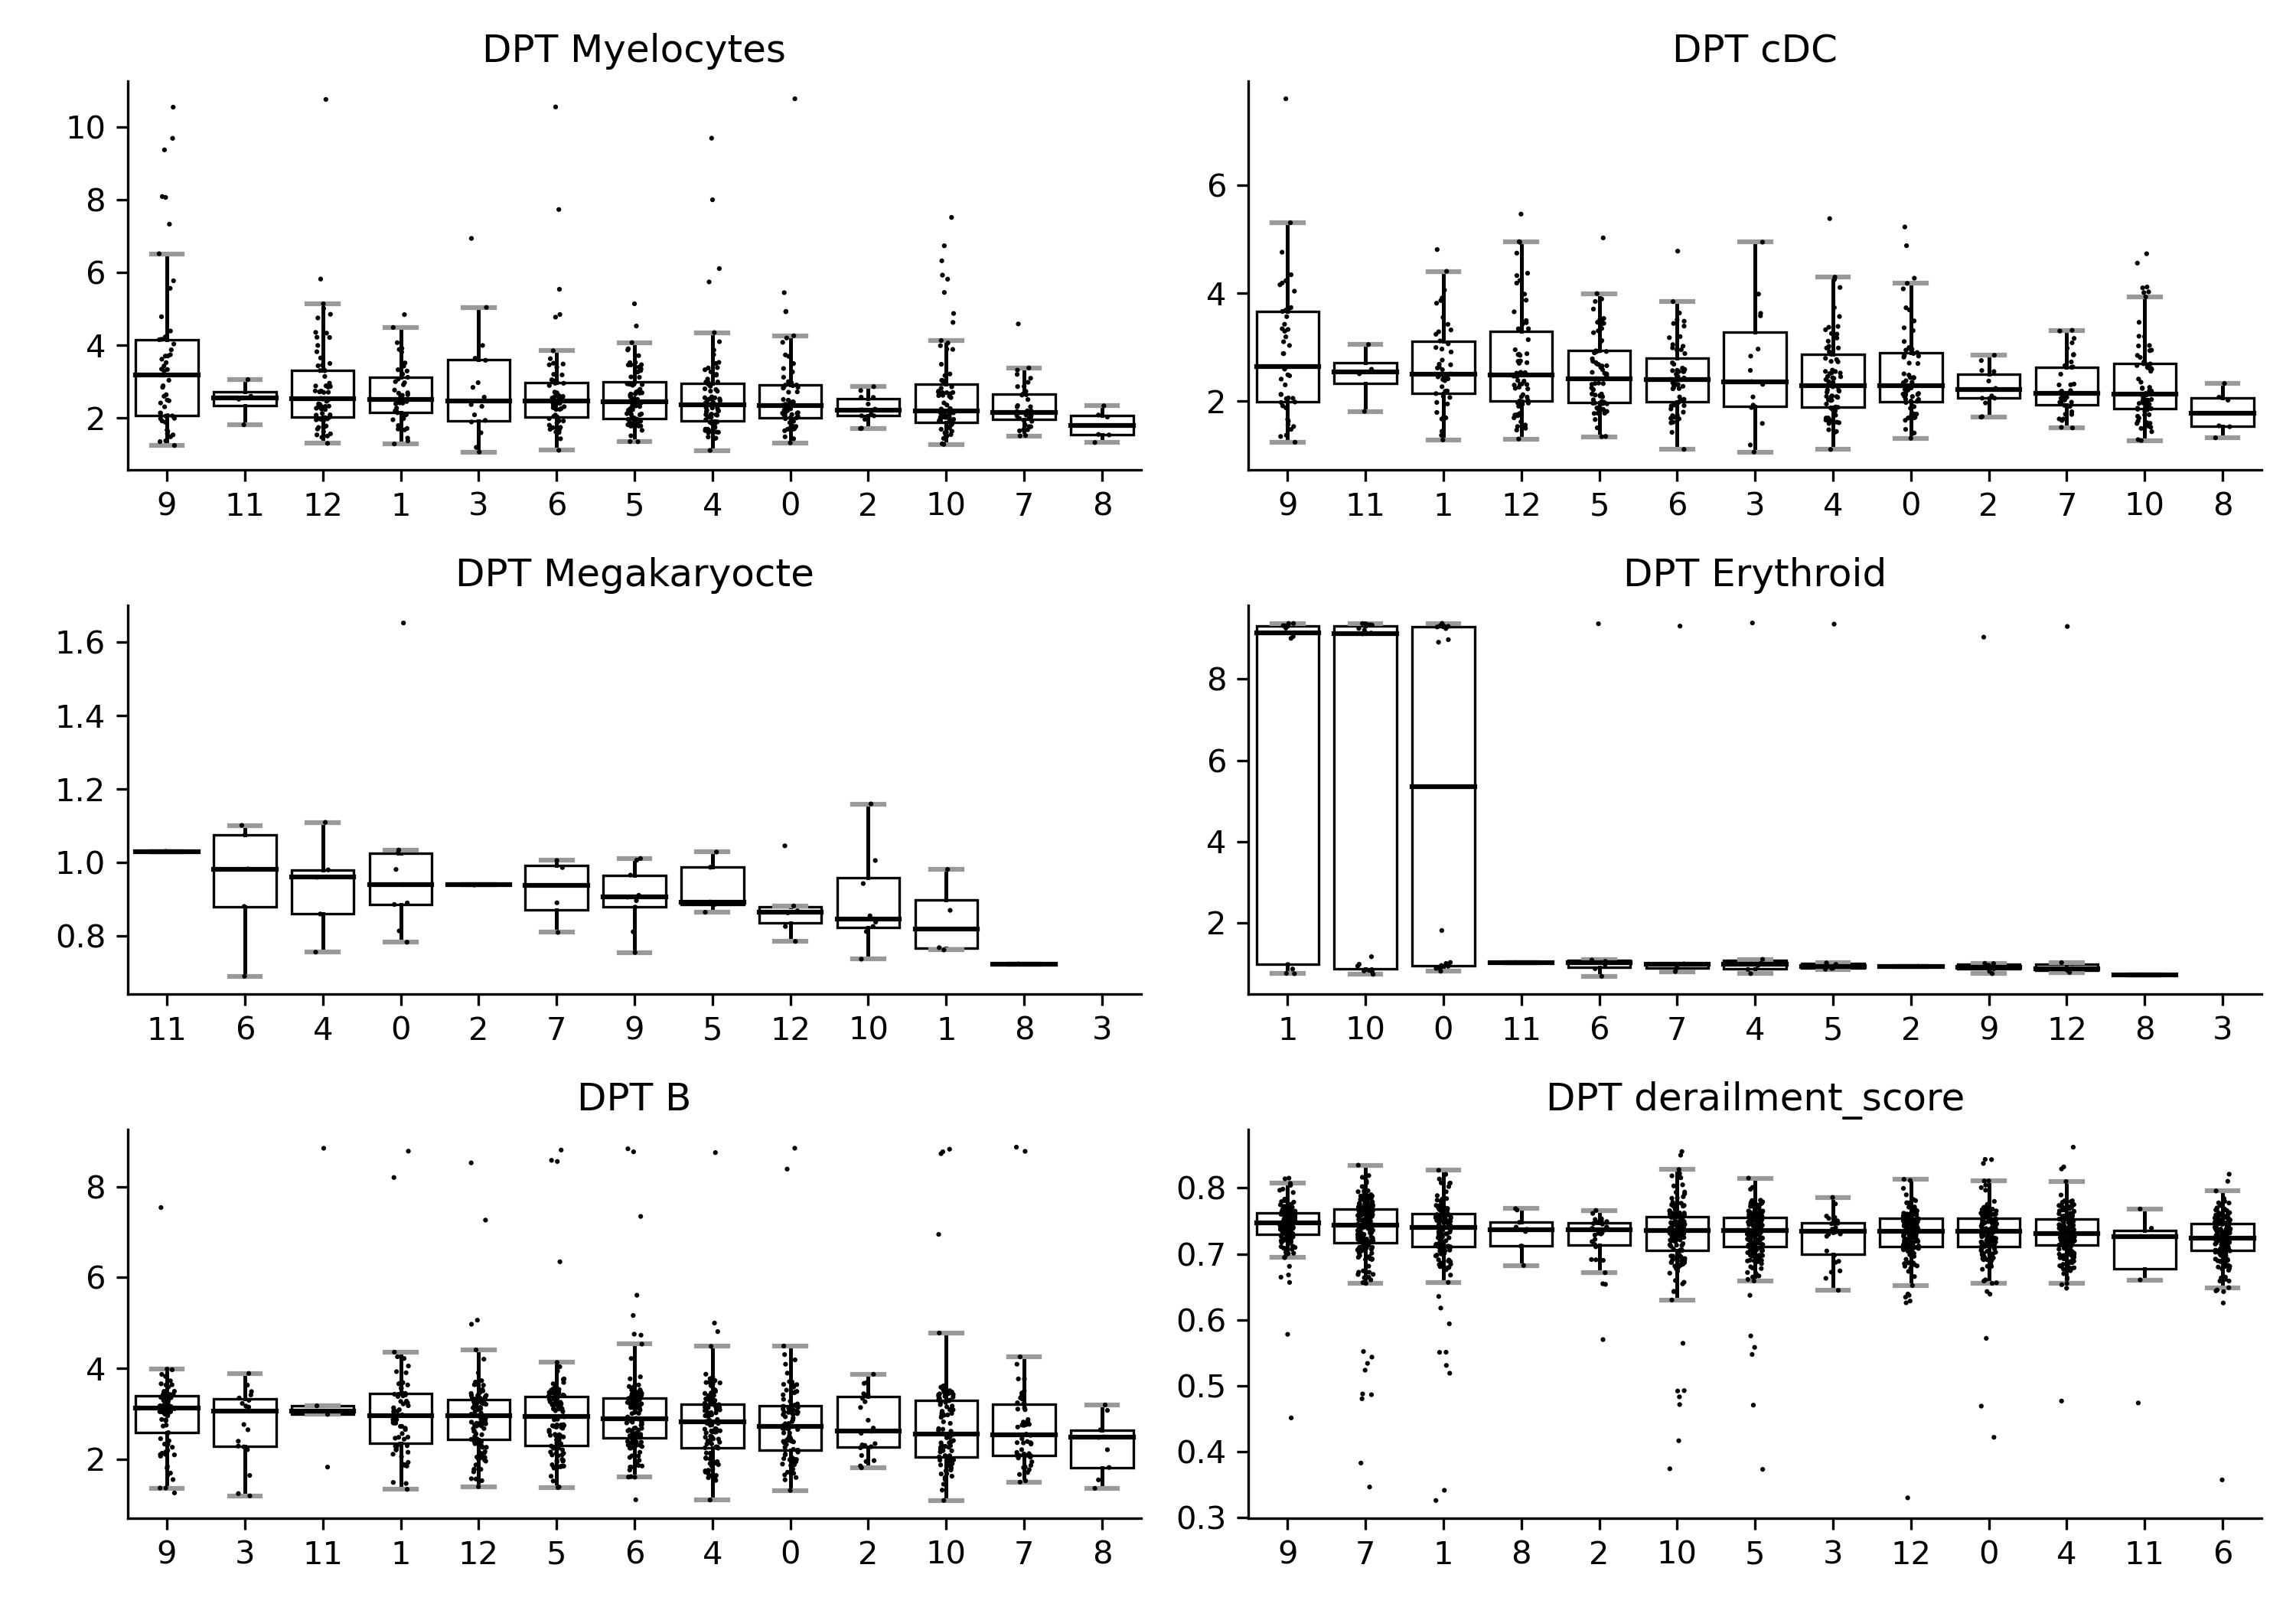 DPT Myelocytes
10
8
6
4
2
9 11 12 1 3 6 5 4 0 2 10 7 8
DPT cDC
6
4
2
9 11 1 12 5 6 3 4 0 2 7 10 8
DPT Megakaryocte
1.6
1.4
1.2
1.0
0.8
11 6 4 0 2 7 9 5 12 10 1 8 3
DPT Erythroid
8
6
4
2
1 10 0 11 6 7 4 5 2 9 12 8 3
DPT B
8
6
4
2
9 3 11 1 12 5 6 4 0 2 10 7 8
DPT derailment_score
0.8
0.7
0.6
0.5
0.4
0.3
9 7 1 8 2 10 5 3 12 0 4 11 6